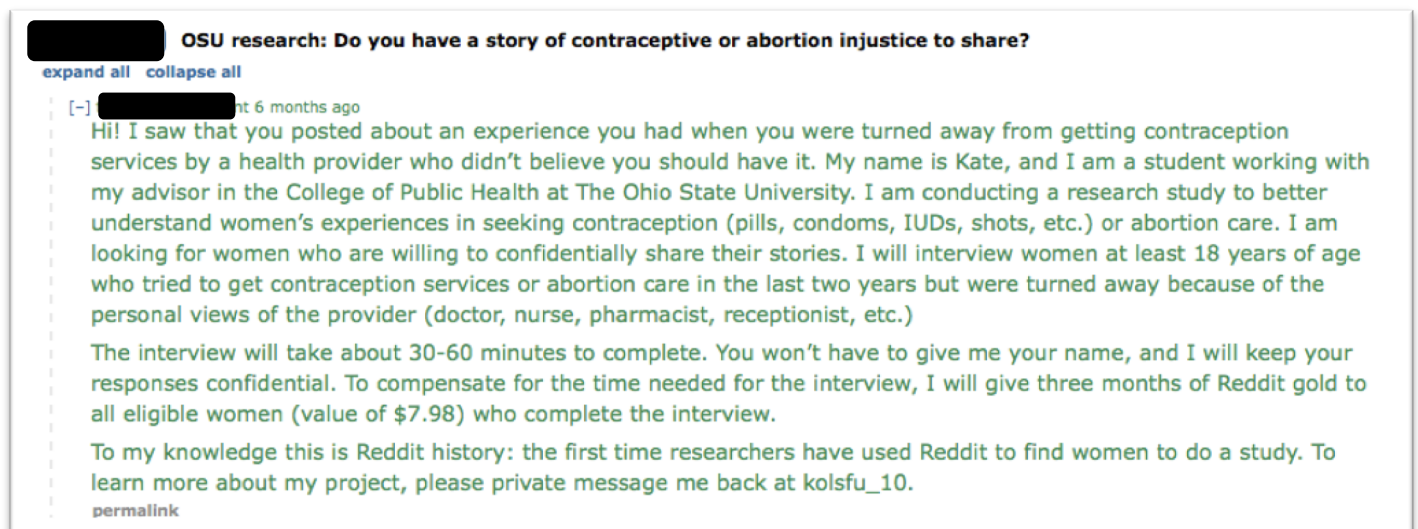 OSU research: Do you have a story of contraceptive or abortion injustice to share?
expand all collapse all
[−] 6 months ago
Hi! I saw that you posted about an experience you had when you were turned away from getting contraception
services by a health provider who didn’t believe you should have it. My name is Kate, and I am a student working with
my advisor in the College of Public Health at The Ohio State University. I am conducting a research study to better
understand women’s experiences in seeking contraception (pills, condoms, IUDs, shots, etc.) or abortion care. I am
looking for women who are willing to confidentially share their stories. I will interview women at least 18 years of age
who tried to get contraception services or abortion care in the last two years but were turned away because of the
personal views of the provider (doctor, nurse, pharmacist, receptionist, etc.)
The interview will take about 30-60 minutes to complete. You won’t have to give me your name, and I will keep your
responses confidential. To compensate for the time needed for the interview, I will give three months of Reddit gold to
all eligible women (value of $7.98) who complete the interview.
To my knowledge this is Reddit history: the first time researchers have used Reddit to find women to do a study. To
learn more about my project, please private message me back at kolsfu_10.
permalink